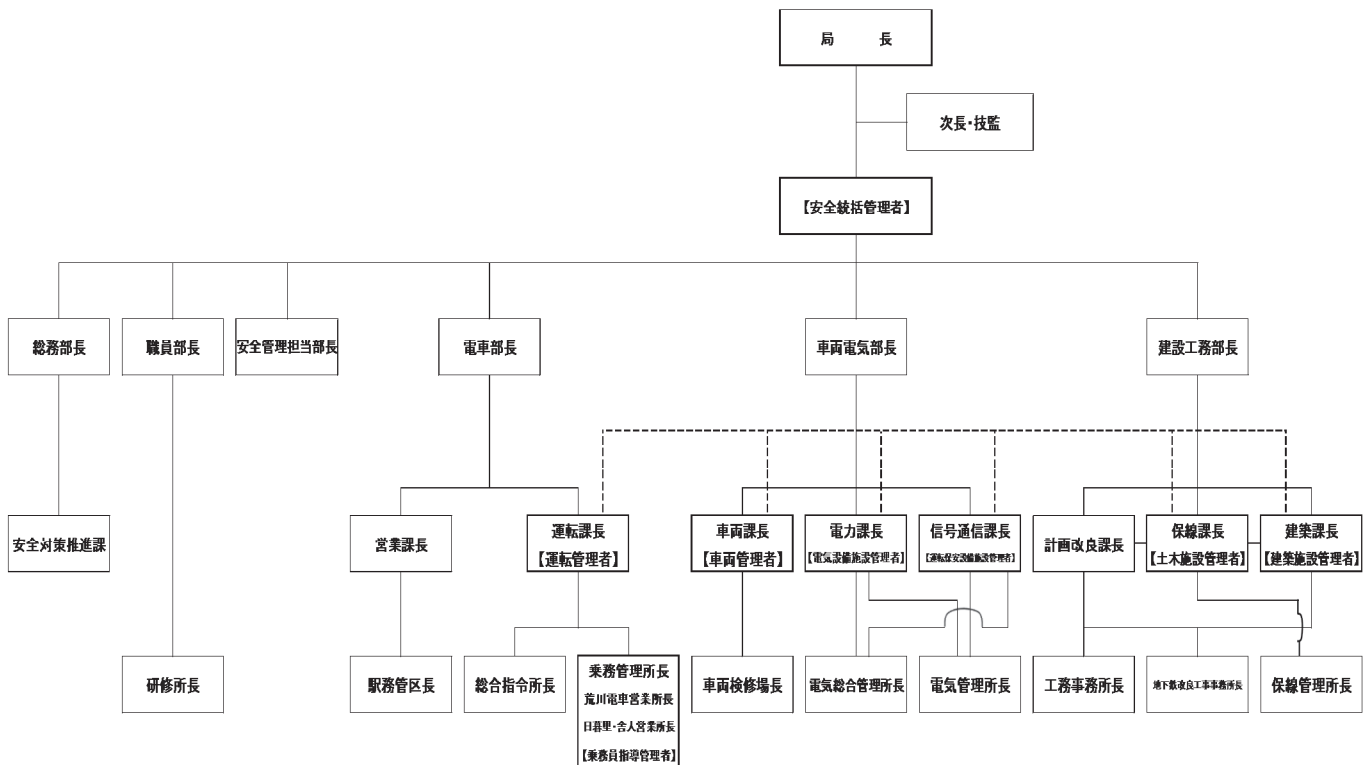 局　　長
次長・技監
【安全統括管理者】
総務部長
職員部長
安全管理担当部長
電車部長
車両電気部長
建設工務部長
安全対策推進課
営業課長
運転課長
【運転管理者】
車両課長
【車両管理者】
電力課長
【電気設備施設管理者】
信号通信課長
【運転保安設備施設管理者】
計画改良課長
保線課長
【土木施設管理者】
建築課長
【建築施設管理者】
研修所長
駅務管区長
総合指令所長
乗務管理所長
荒川電車営業所長
日暮里・舎人営業所長
【乗務員指導管理者】
車両検修場長
電気総合管理所長
電気管理所長
工務事務所長
地下鉄改良工事事務所長
保線管理所長